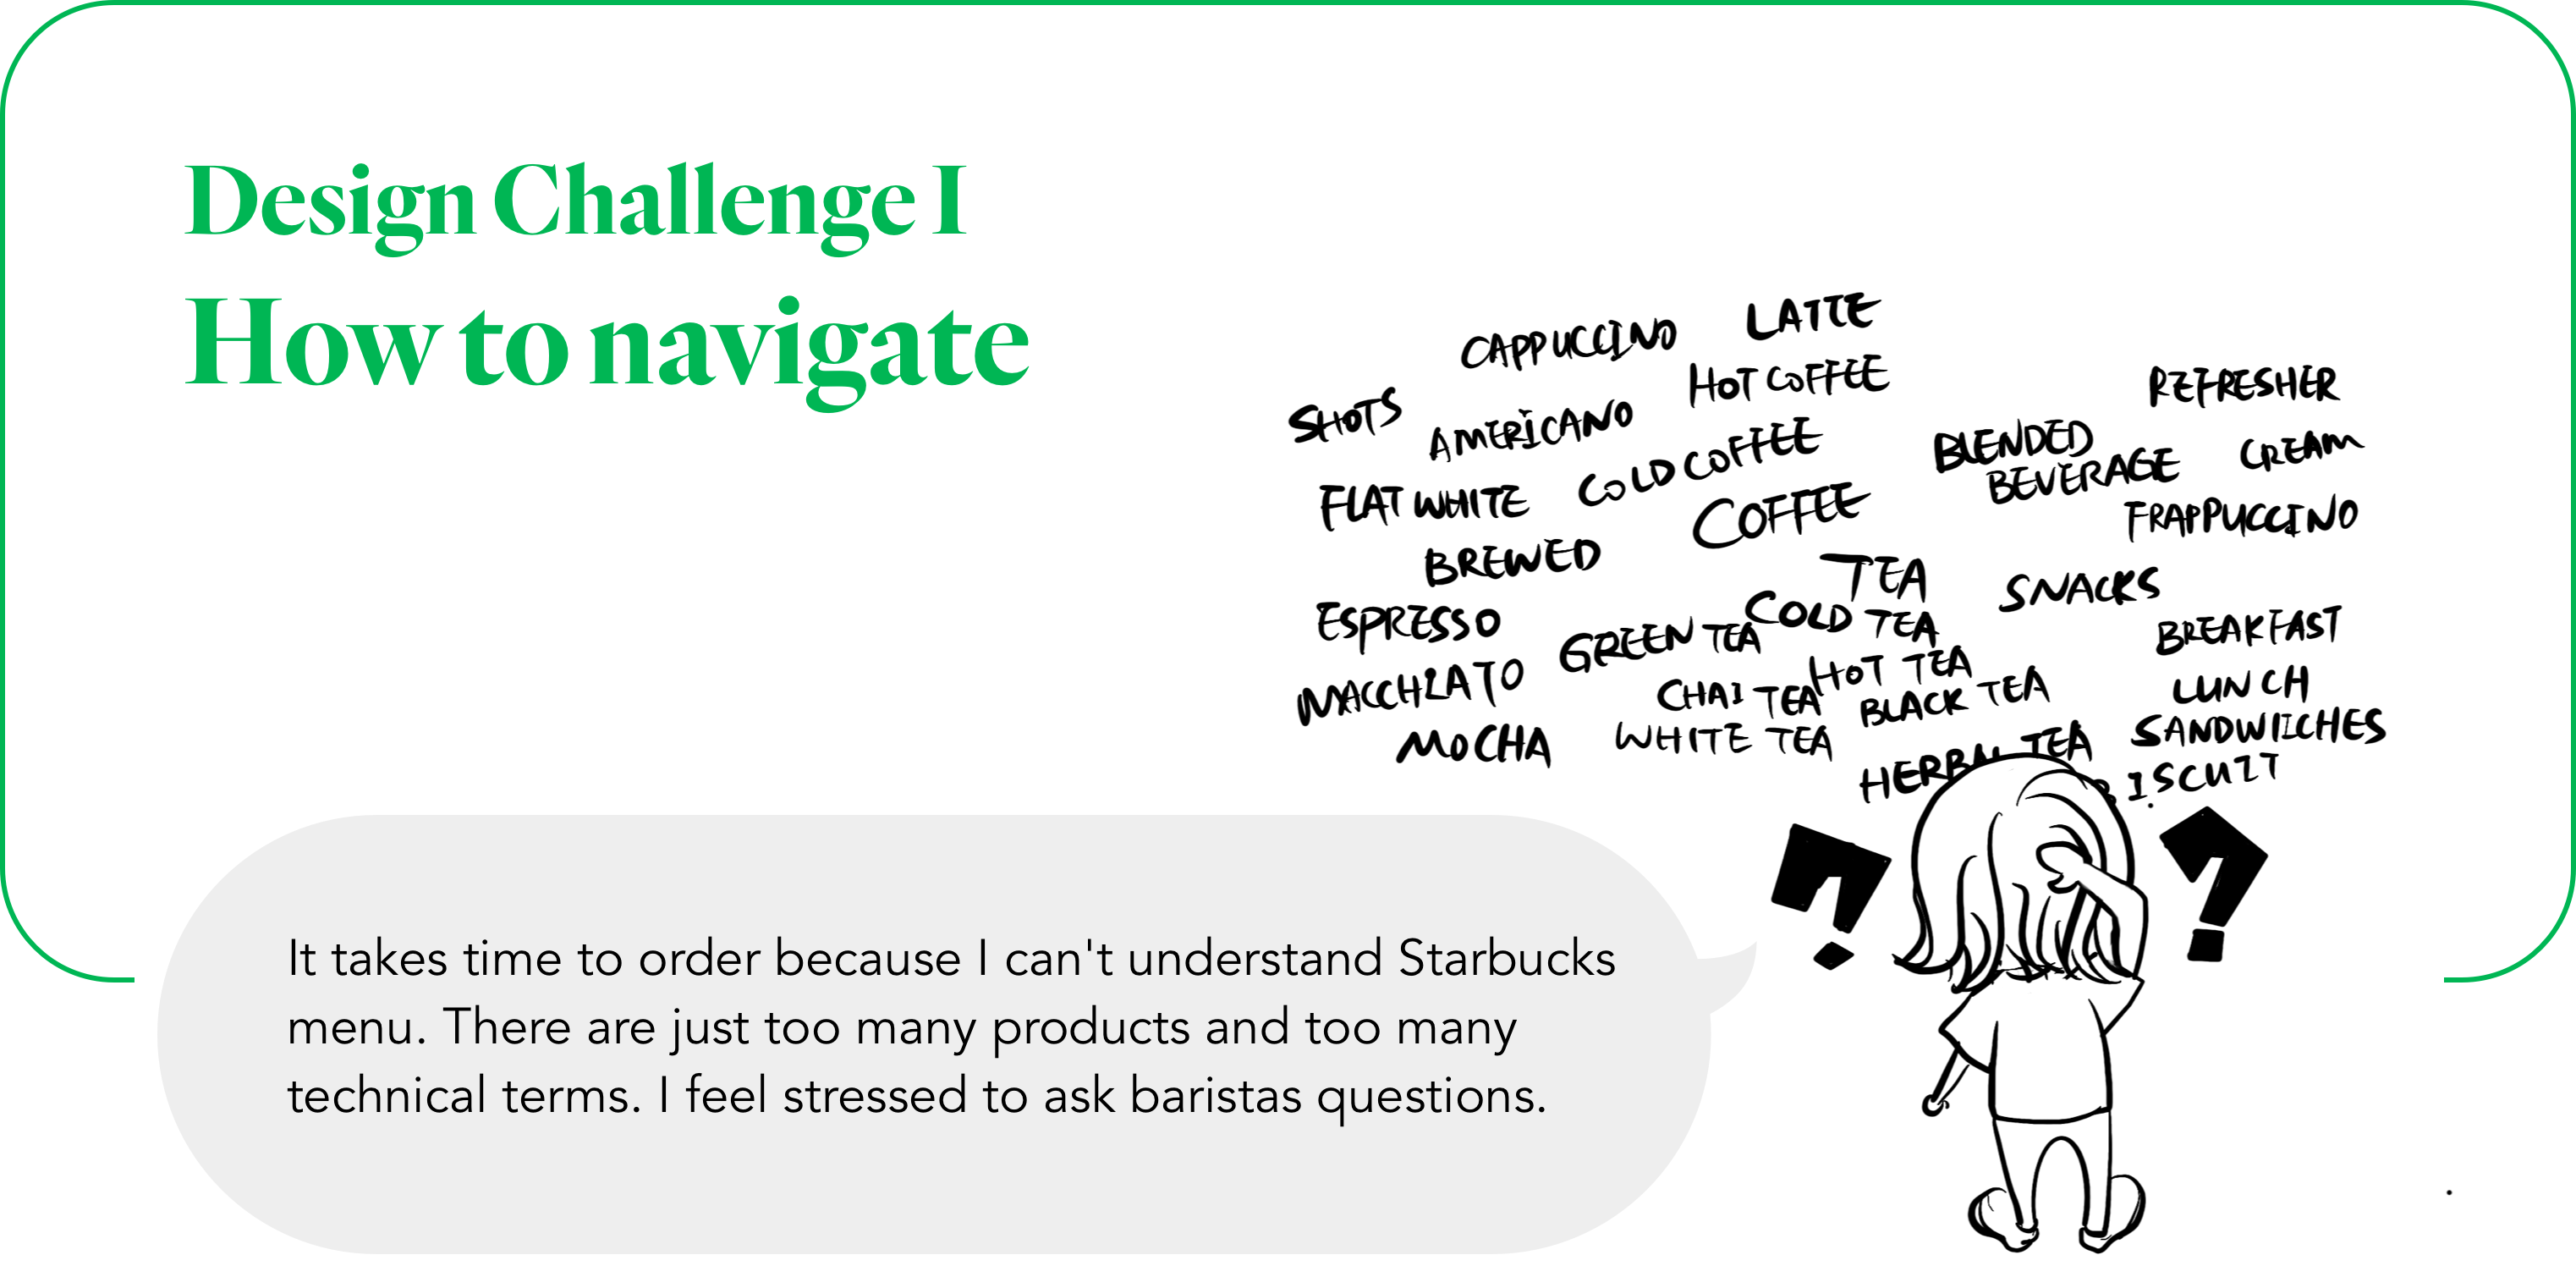 Design Challenge I
How to navigate
LATTE
CAPPUCCINO
HOT COFFEE
REFRESHER
SHOTS
AMERICANO
COLD COFFEE
BLENDED
BEVERAGE
CREAM
FLAT WHITE
COFFEE
FRAPPUCCINO
BREWED
TEA
SNACKS
ESPRESSO
GREEN TEA
COLD TEA
BREAKFAST
MACCHIATO
CHAI TEA
HOT TEA
BLACK TEA
LUNCH
MOCHA
WHITE TEA
HERBAL TEA
SANDWIICHES
BISCUIT
? ?
It takes time to order because I can't understand Starbucks
menu. There are just too many products and too many
technical terms. I feel stressed to ask baristas questions.